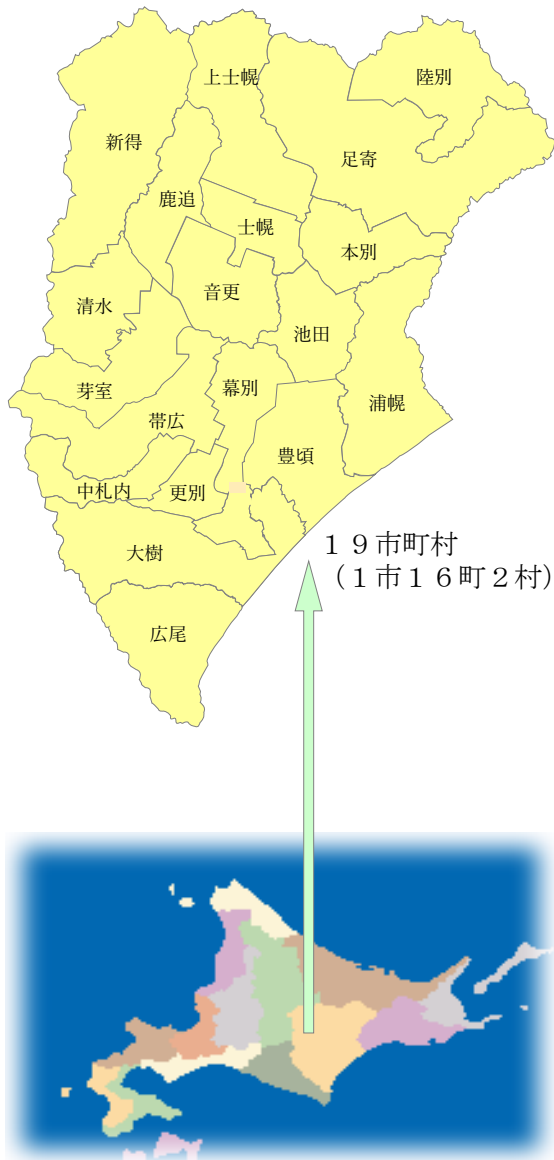 上士幌
陸別
新得
足寄
鹿追
士幌
本別
音更
清水
池田
芽室
幕別
浦幌
帯広
豊頃
中札内
更別
大樹
広尾
１９市町村
（１市１６町２村）